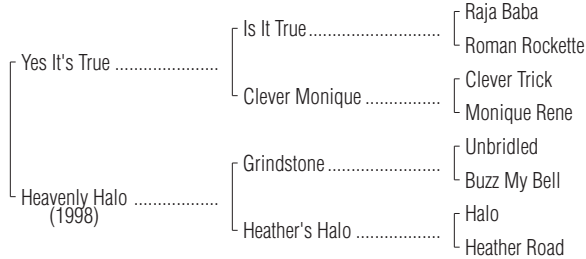 Raja Baba
Is It True
Roman Rockette
Yes It's True
Clever Trick
Clever Monique
Monique Rene
Unbridled
Grindstone
Buzz My Bell
Heavenly Halo
(1998)
Halo
Heather's Halo
Heather Road